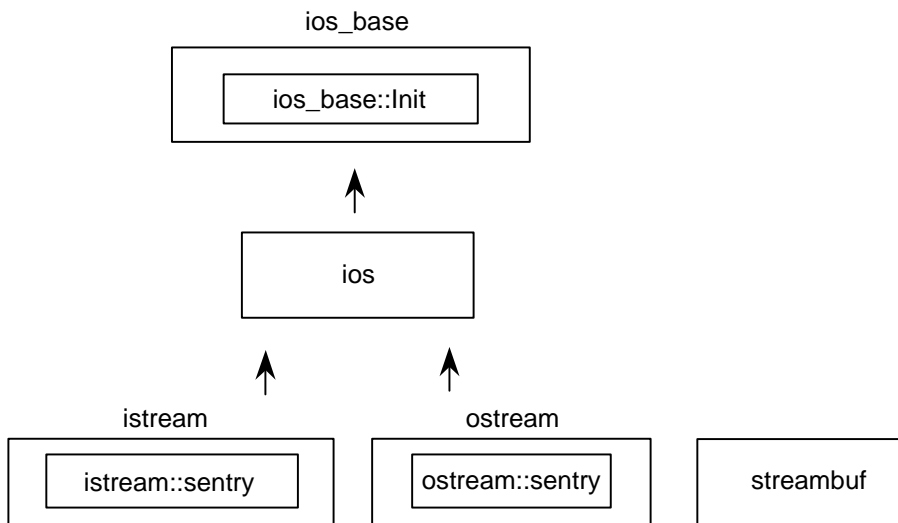 ios_base
ios_base::Init
ios
istream
ostream
istream::sentry
ostream::sentry
streambuf